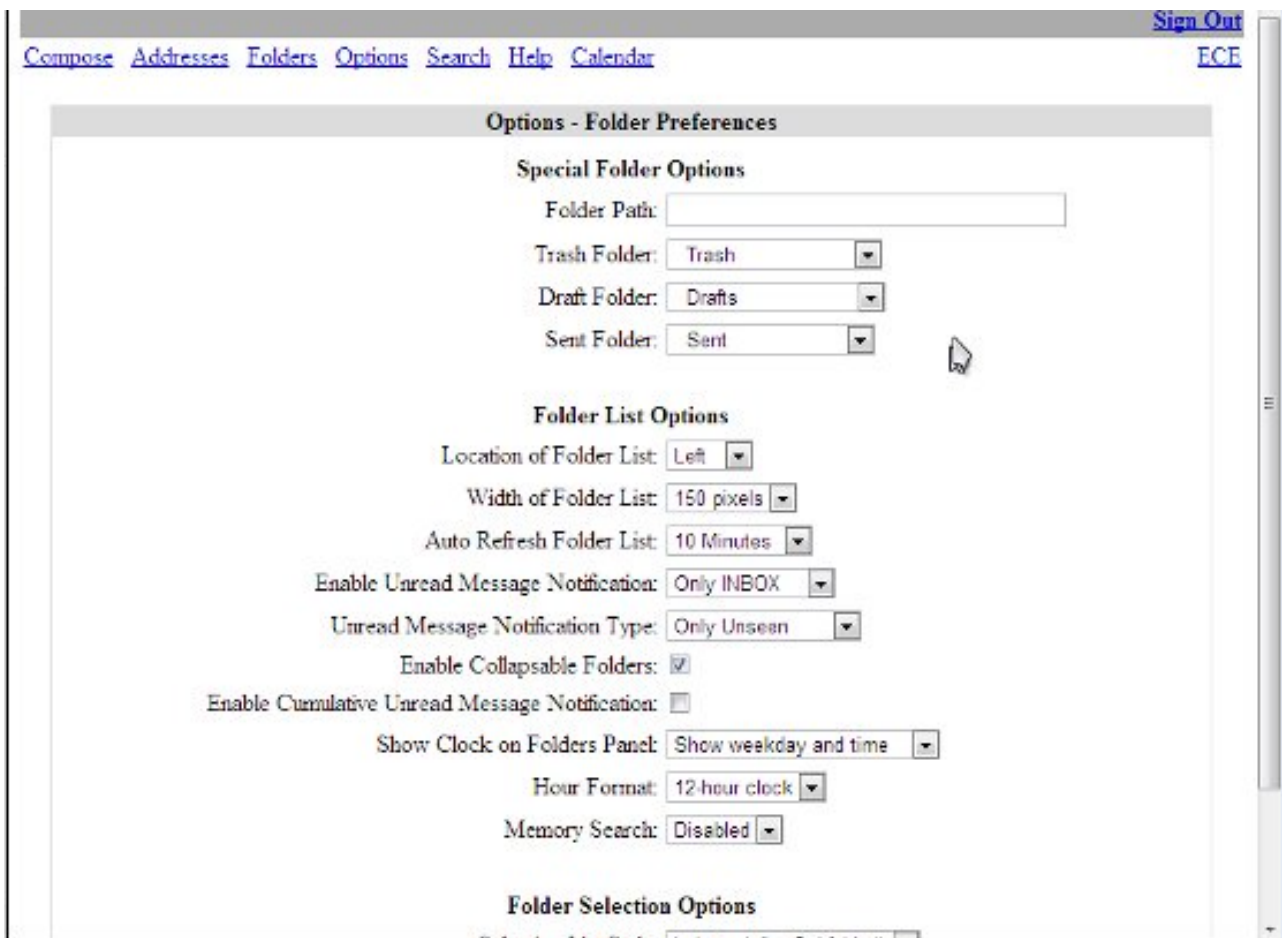 Sign Out
Compose Addresses Folders Options Search Help Calendar ECE
Options - Folder Preferences
Special Folder Options
Folder Path:
Trash Folder: Trash
Draft Folder: Drafts
Sent Folder: Sent
Folder List Options
Location of Folder List: Left
Width of Folder List: 150 pixels
Auto Refresh Folder List: 10 Minutes
Enable Unread Message Notification: Only INBOX
Unread Message Notification Type: Only Unseen
Enable Collapsable Folders:
Enable Cumulative Unread Message Notification:
Show Clock on Folders Panel: Show weekday and time
Hour Format: 12-hour clock
Memory Search: Disabled
Folder Selection Options